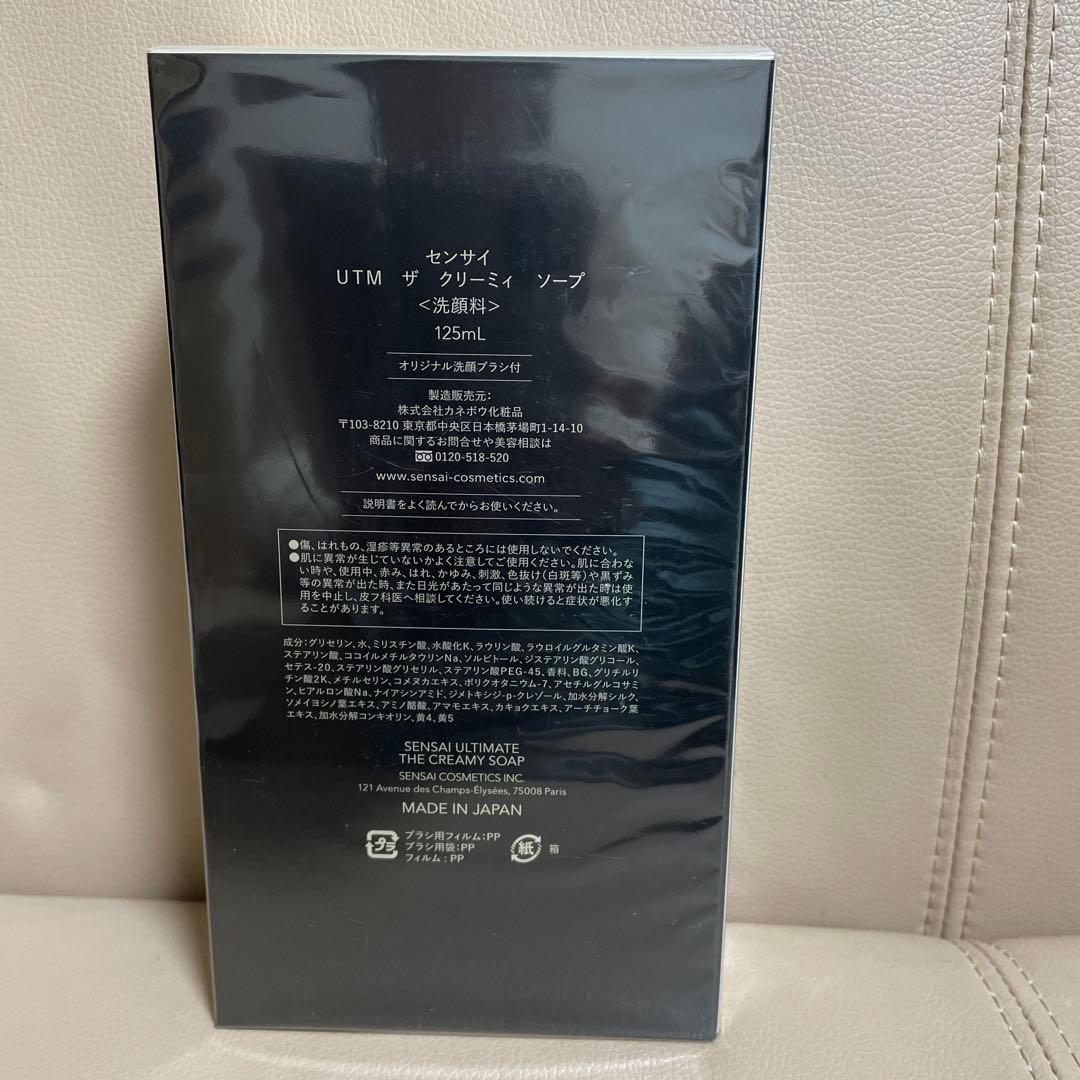 センサイ
UTM ザ クリーミィ ソープ
＜洗顔料＞
125mL
オリジナル洗顔ブラシ付
製造販売元：
株式会社カネボウ化粧品
〒103-8210 東京都中央区日本橋茅場町1-14-10
商品に関するお問合せや美容相談は
0120-518-520
www.sensai-cosmetics.com
説明書をよく読んでからお使いください。
●傷、はれもの、湿疹等異常のあるところには使用しないでください。
●肌に異常が生じていないかよく注意してご使用ください。肌に合わな
い時や、使用中、赤み、はれ、かゆみ、刺激、色抜け（白斑等）や黒ずみ
等の異常が出た時、また日光があたって同じような異常が出た時は使
用を中止し、皮フ科医へ相談してください。使い続けると症状が悪化す
ることがあります。
成分：グリセリン、水、ミリスチン酸、水酸化K、ラウリン酸、ラウロイルグルタミン酸K、
ステアリン酸、ココイルメチルタウリンNa、ソルビトール、ジステアリン酸グリコール、
セテス-20、ステアリン酸グリセリル、ステアリン酸PEG-45、香料、BG、グリチルリ
チン酸2K、メチルセリン、コメヌカエキス、ポリクオタニウム-7、アセチルグルコサミ
ン、ヒアルロン酸Na、ナイアシンアミド、ジメトキシジ-p-クレゾール、加水分解シルク、
ソメイヨシノ葉エキス、アミノ酪酸、アマモエキス、カキョクエキス、アーチチョーク葉
エキス、加水分解コンキオリン、黄4、黄5
SENSAI ULTIMATE
THE CREAMY SOAP
SENSAI COSMETICS INC.
121 Avenue des Champs-Élysées, 75008 Paris
MADE IN JAPAN
プラ ブラシ用フィルム：PP
ブラシ用袋：PP
フィルム：PP
紙 箱